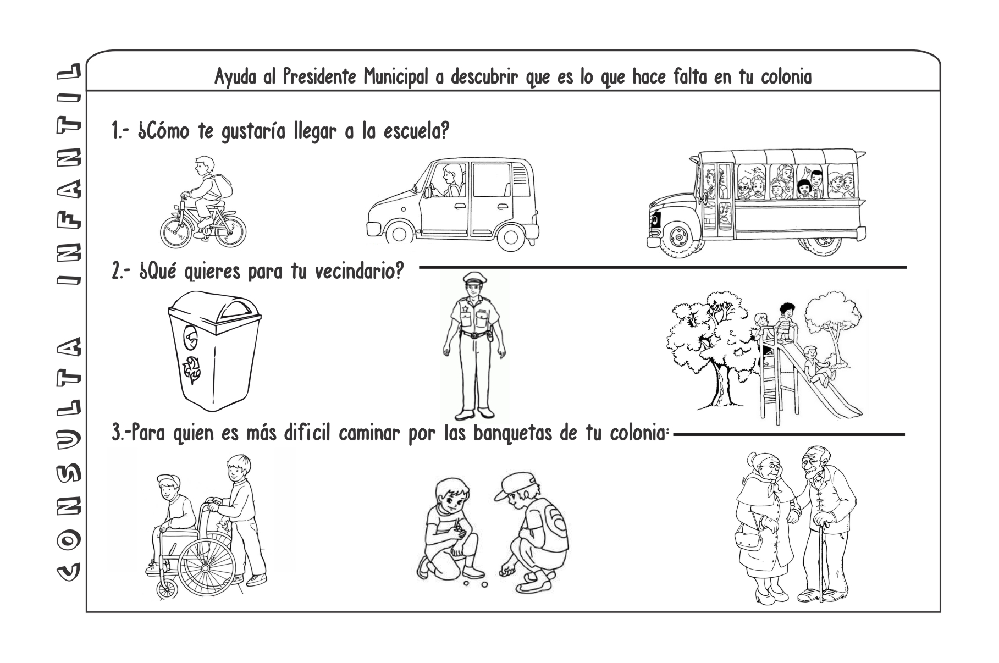 CONSULTA INFANTIL
Ayuda al Presidente Municipal a descubrir que es lo que hace falta en tu colonia
1.- ¿Cómo te gustaría llegar a la escuela?
2.- ¿Qué quieres para tu vecindario?
3.-Para quien es más dificil caminar por las banquetas de tu colonia: